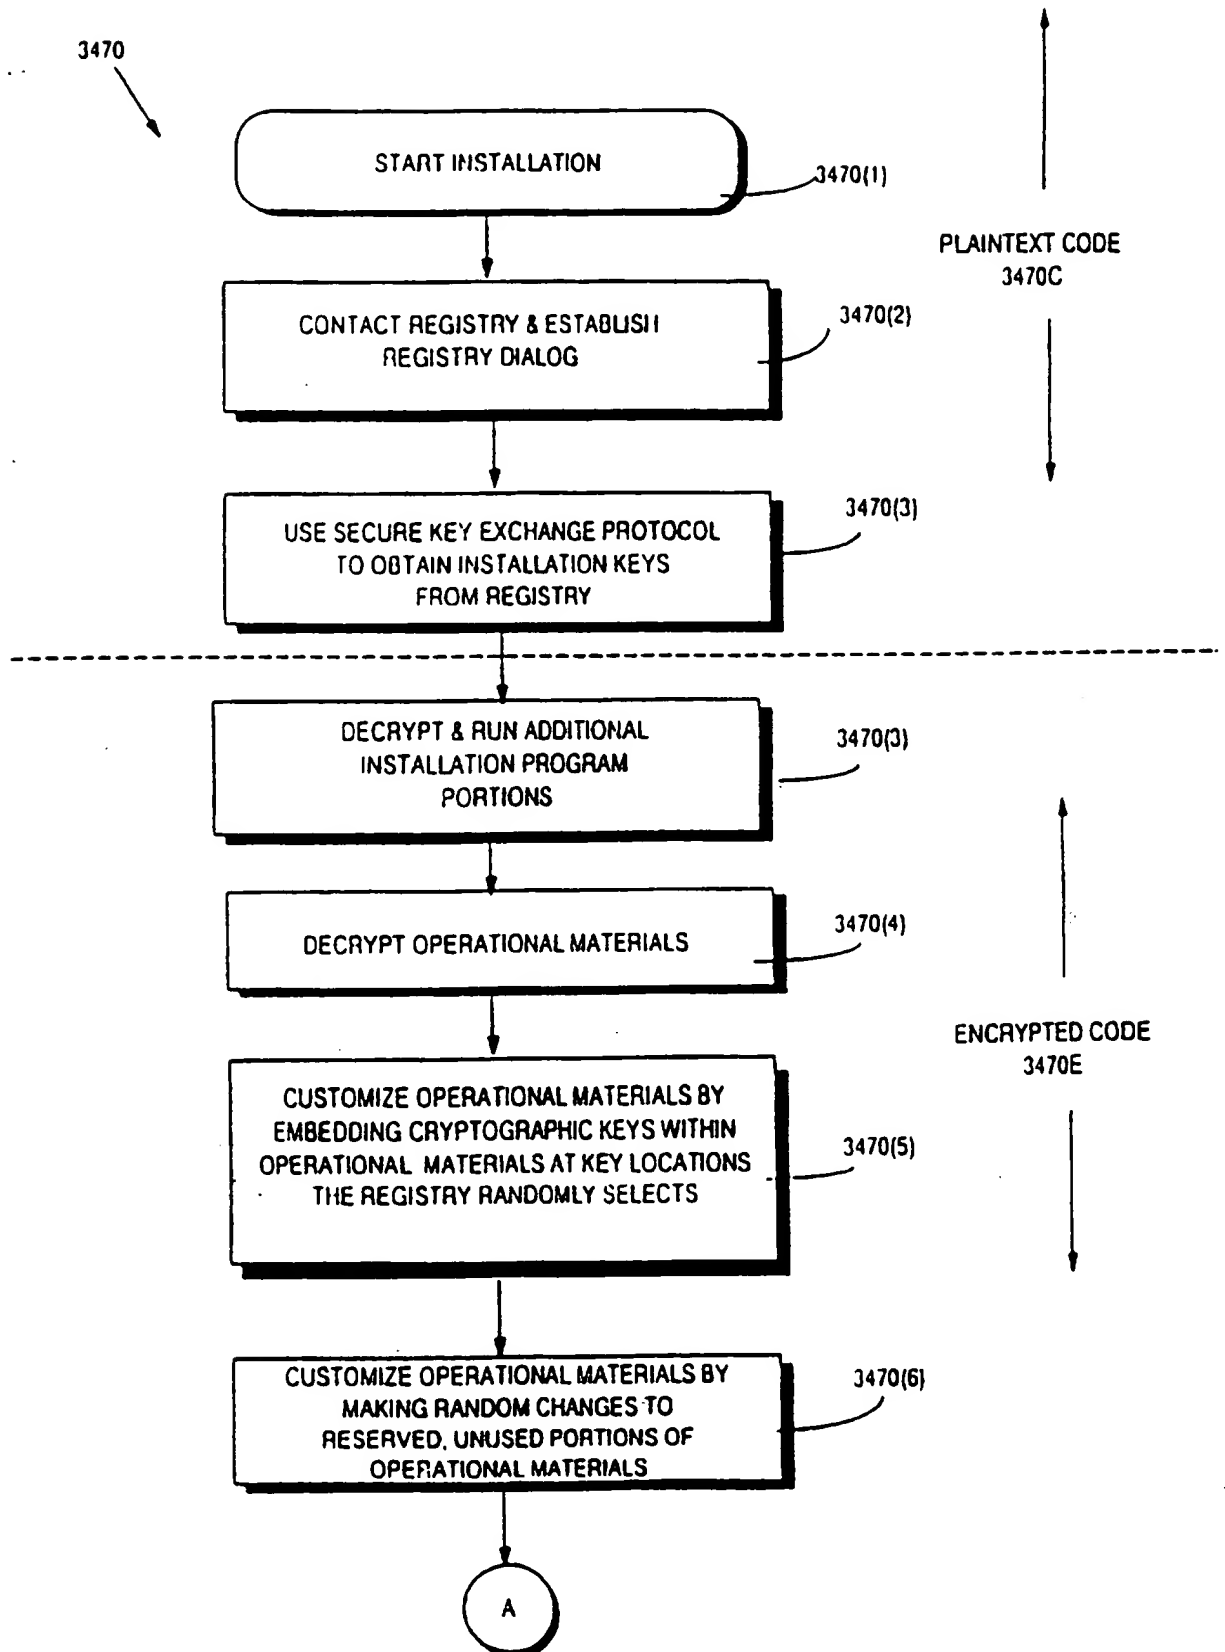 3470
START INSTALLATION
3470(1)
PLAINTEXT CODE
3470C
CONTACT REGISTRY & ESTABLISH
REGISTRY DIALOG
3470(2)
USE SECURE KEY EXCHANGE PROTOCOL
TO OBTAIN INSTALLATION KEYS
FROM REGISTRY
3470(3)
DECRYPT & RUN ADDITIONAL
INSTALLATION PROGRAM
PORTIONS
3470(3)
DECRYPT OPERATIONAL MATERIALS
3470(4)
ENCRYPTED CODE
3470E
CUSTOMIZE OPERATIONAL MATERIALS BY
EMBEDDING CRYPTOGRAPHIC KEYS WITHIN
OPERATIONAL MATERIALS AT KEY LOCATIONS
THE REGISTRY RANDOMLY SELECTS
3470(5)
CUSTOMIZE OPERATIONAL MATERIALS BY
MAKING RANDOM CHANGES TO
RESERVED, UNUSED PORTIONS OF
OPERATIONAL MATERIALS
3470(6)
A